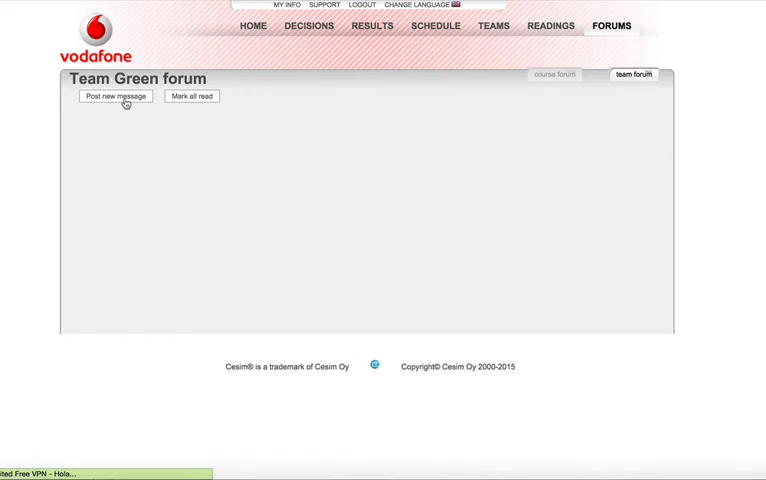 MY INFO SUPPORT LOGOUT CHANGE LANGUAGE
vodafone
HOME DECISIONS RESULTS SCHEDULE TEAMS READINGS FORUMS
Team Green forum
course forum team forum
Post new message Mark all read
Cesim® is a trademark of Cesim Oy Copyright© Cesim Oy 2000-2015
ited Free VPN - Hola...